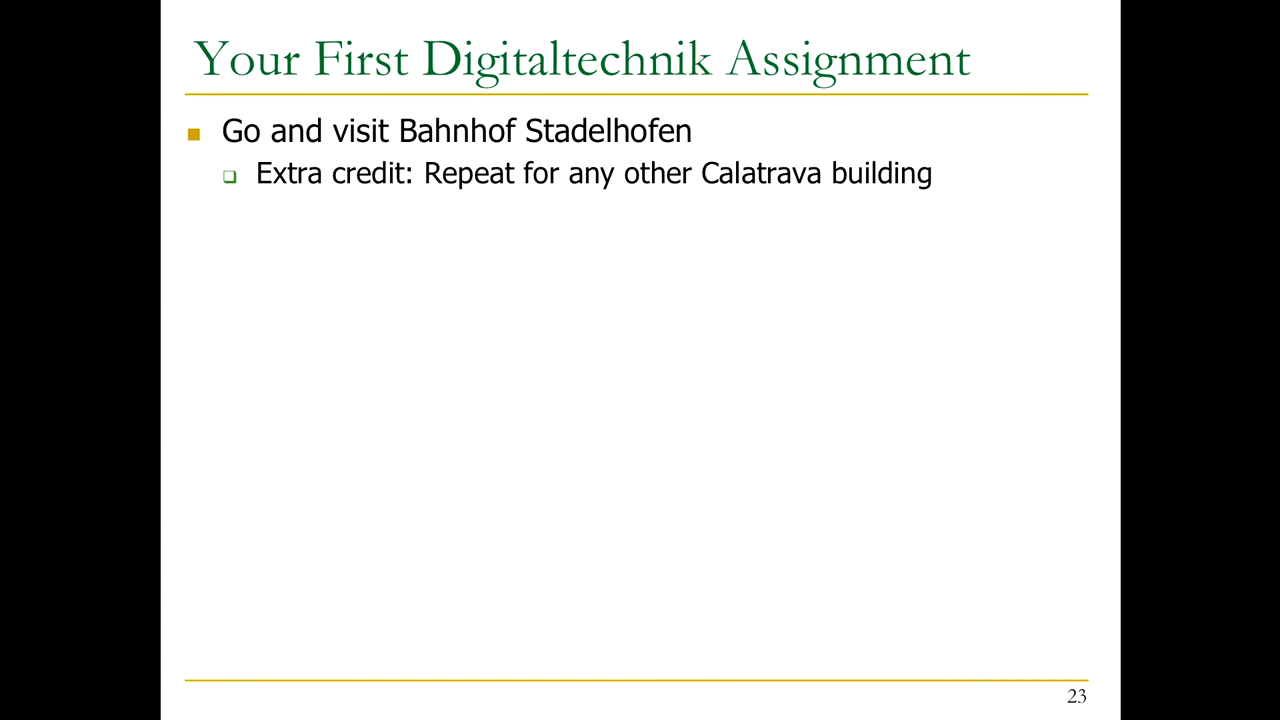 Your First Digitaltechnik Assignment
Go and visit Bahnhof Stadelhofen
Extra credit: Repeat for any other Calatrava building
23